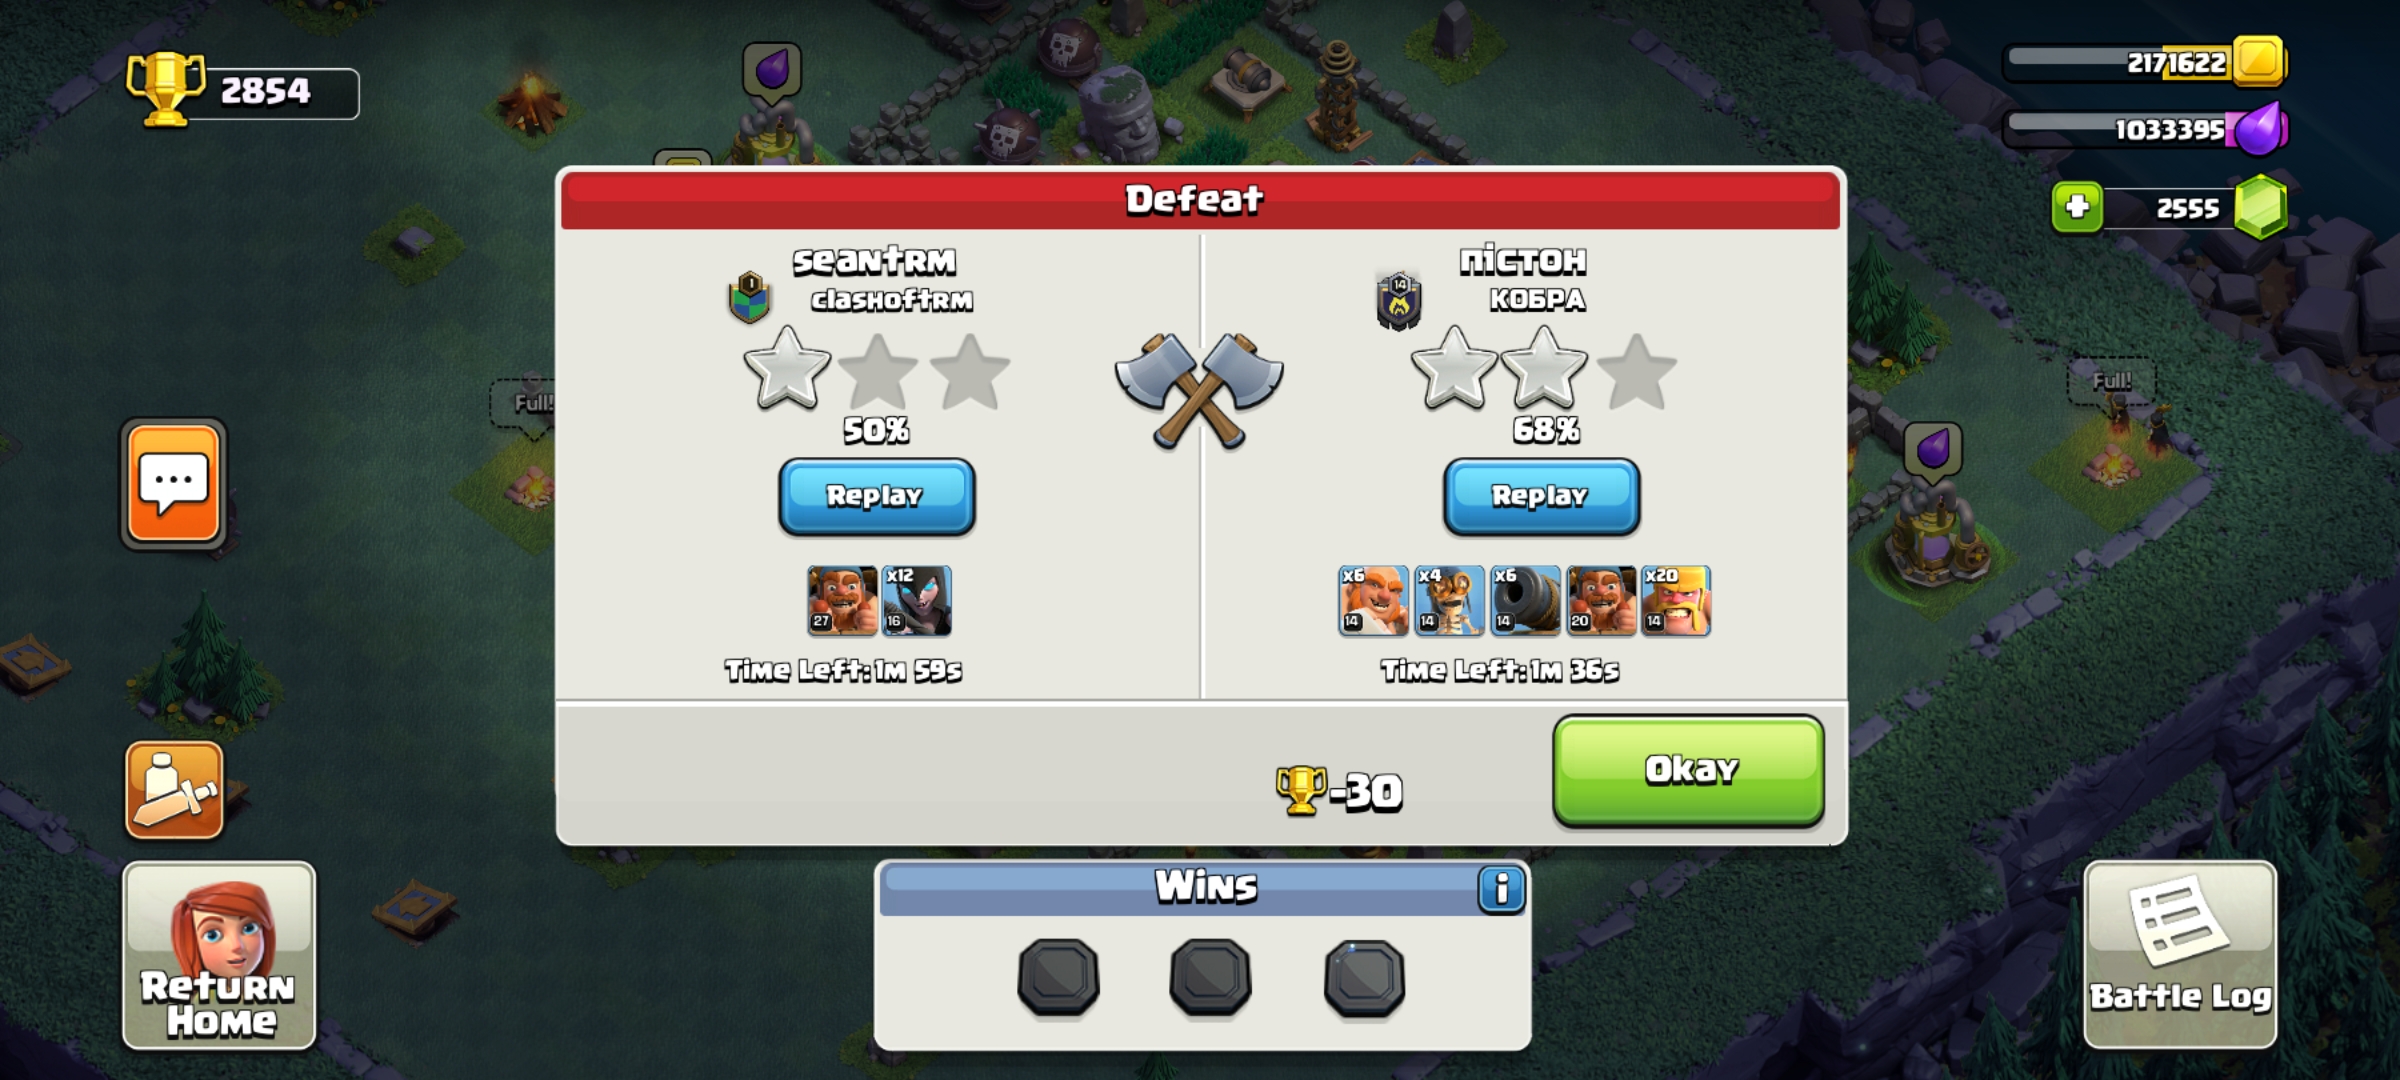 2854
2171622
1033395
2555
Defeat
seantrm
1
clashoftrm
50%
Replay
27
x12
16
Time Left:1m 59s
пістон
14
КОБРА
68%
Replay
x6
14
x4
14
x6
14
20
x20
14
Time Left:1m 36s
Full!
Full!
-30
Okay
Wins
i
Return
Home
Battle Log